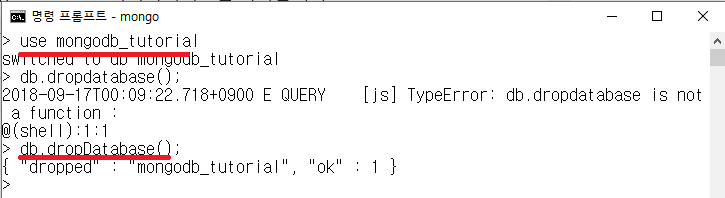 명령 프롬프트 - mongo
> use mongodb_tutorial
switched to db mongodb_tutorial
> db.dropdatabase();
2018-09-17T00:09:22.718+0900 E QUERY    [js] TypeError: db.dropdatabase is not
 a function :
@(shell):1:1
> db.dropDatabase();
{ "dropped" : "mongodb_tutorial", "ok" : 1 }
>